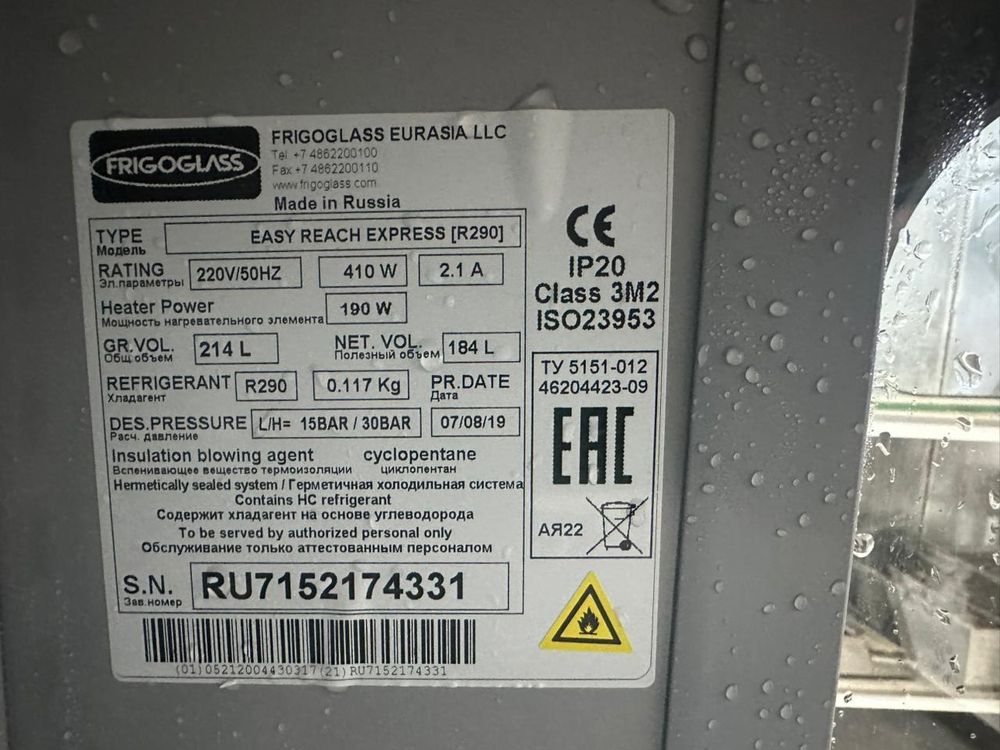 FRIGOGLASS
FRIGOGLASS EURASIA LLC
Tel +7 4862200100
Fax +7 4862200110
www.frigoglass.com
Made in Russia
TYPE EASY REACH EXPRESS [R290]
Модель
RATING 220V/50HZ 410 W 2.1 A
Эл.параметры
Heater Power 190 W
Мощность нагревательного элемента
GR.VOL. 214 L NET. VOL. 184 L
Общ.объем Полезный объем
REFRIGERANT R290 0.117 Kg PR.DATE
Хладагент Дата
DES.PRESSURE L/H= 15BAR / 30BAR 07/08/19
Расч. давление
Insulation blowing agent cyclopentane
Вспенивающее вещество термоизоляции циклопентан
Hermetically sealed system / Герметичная холодильная система
Contains HC refrigerant
Содержит хладагент на основе углеводорода
To be served by authorized personal only
Обслуживание только аттестованным персоналом
S.N. RU7152174331
Зав.номер
(01)05212004430317(21)RU7152174331
CE
IP20
Class 3M2
ISO23953
ТУ 5151-012
46204423-09
EAC
АЯ22